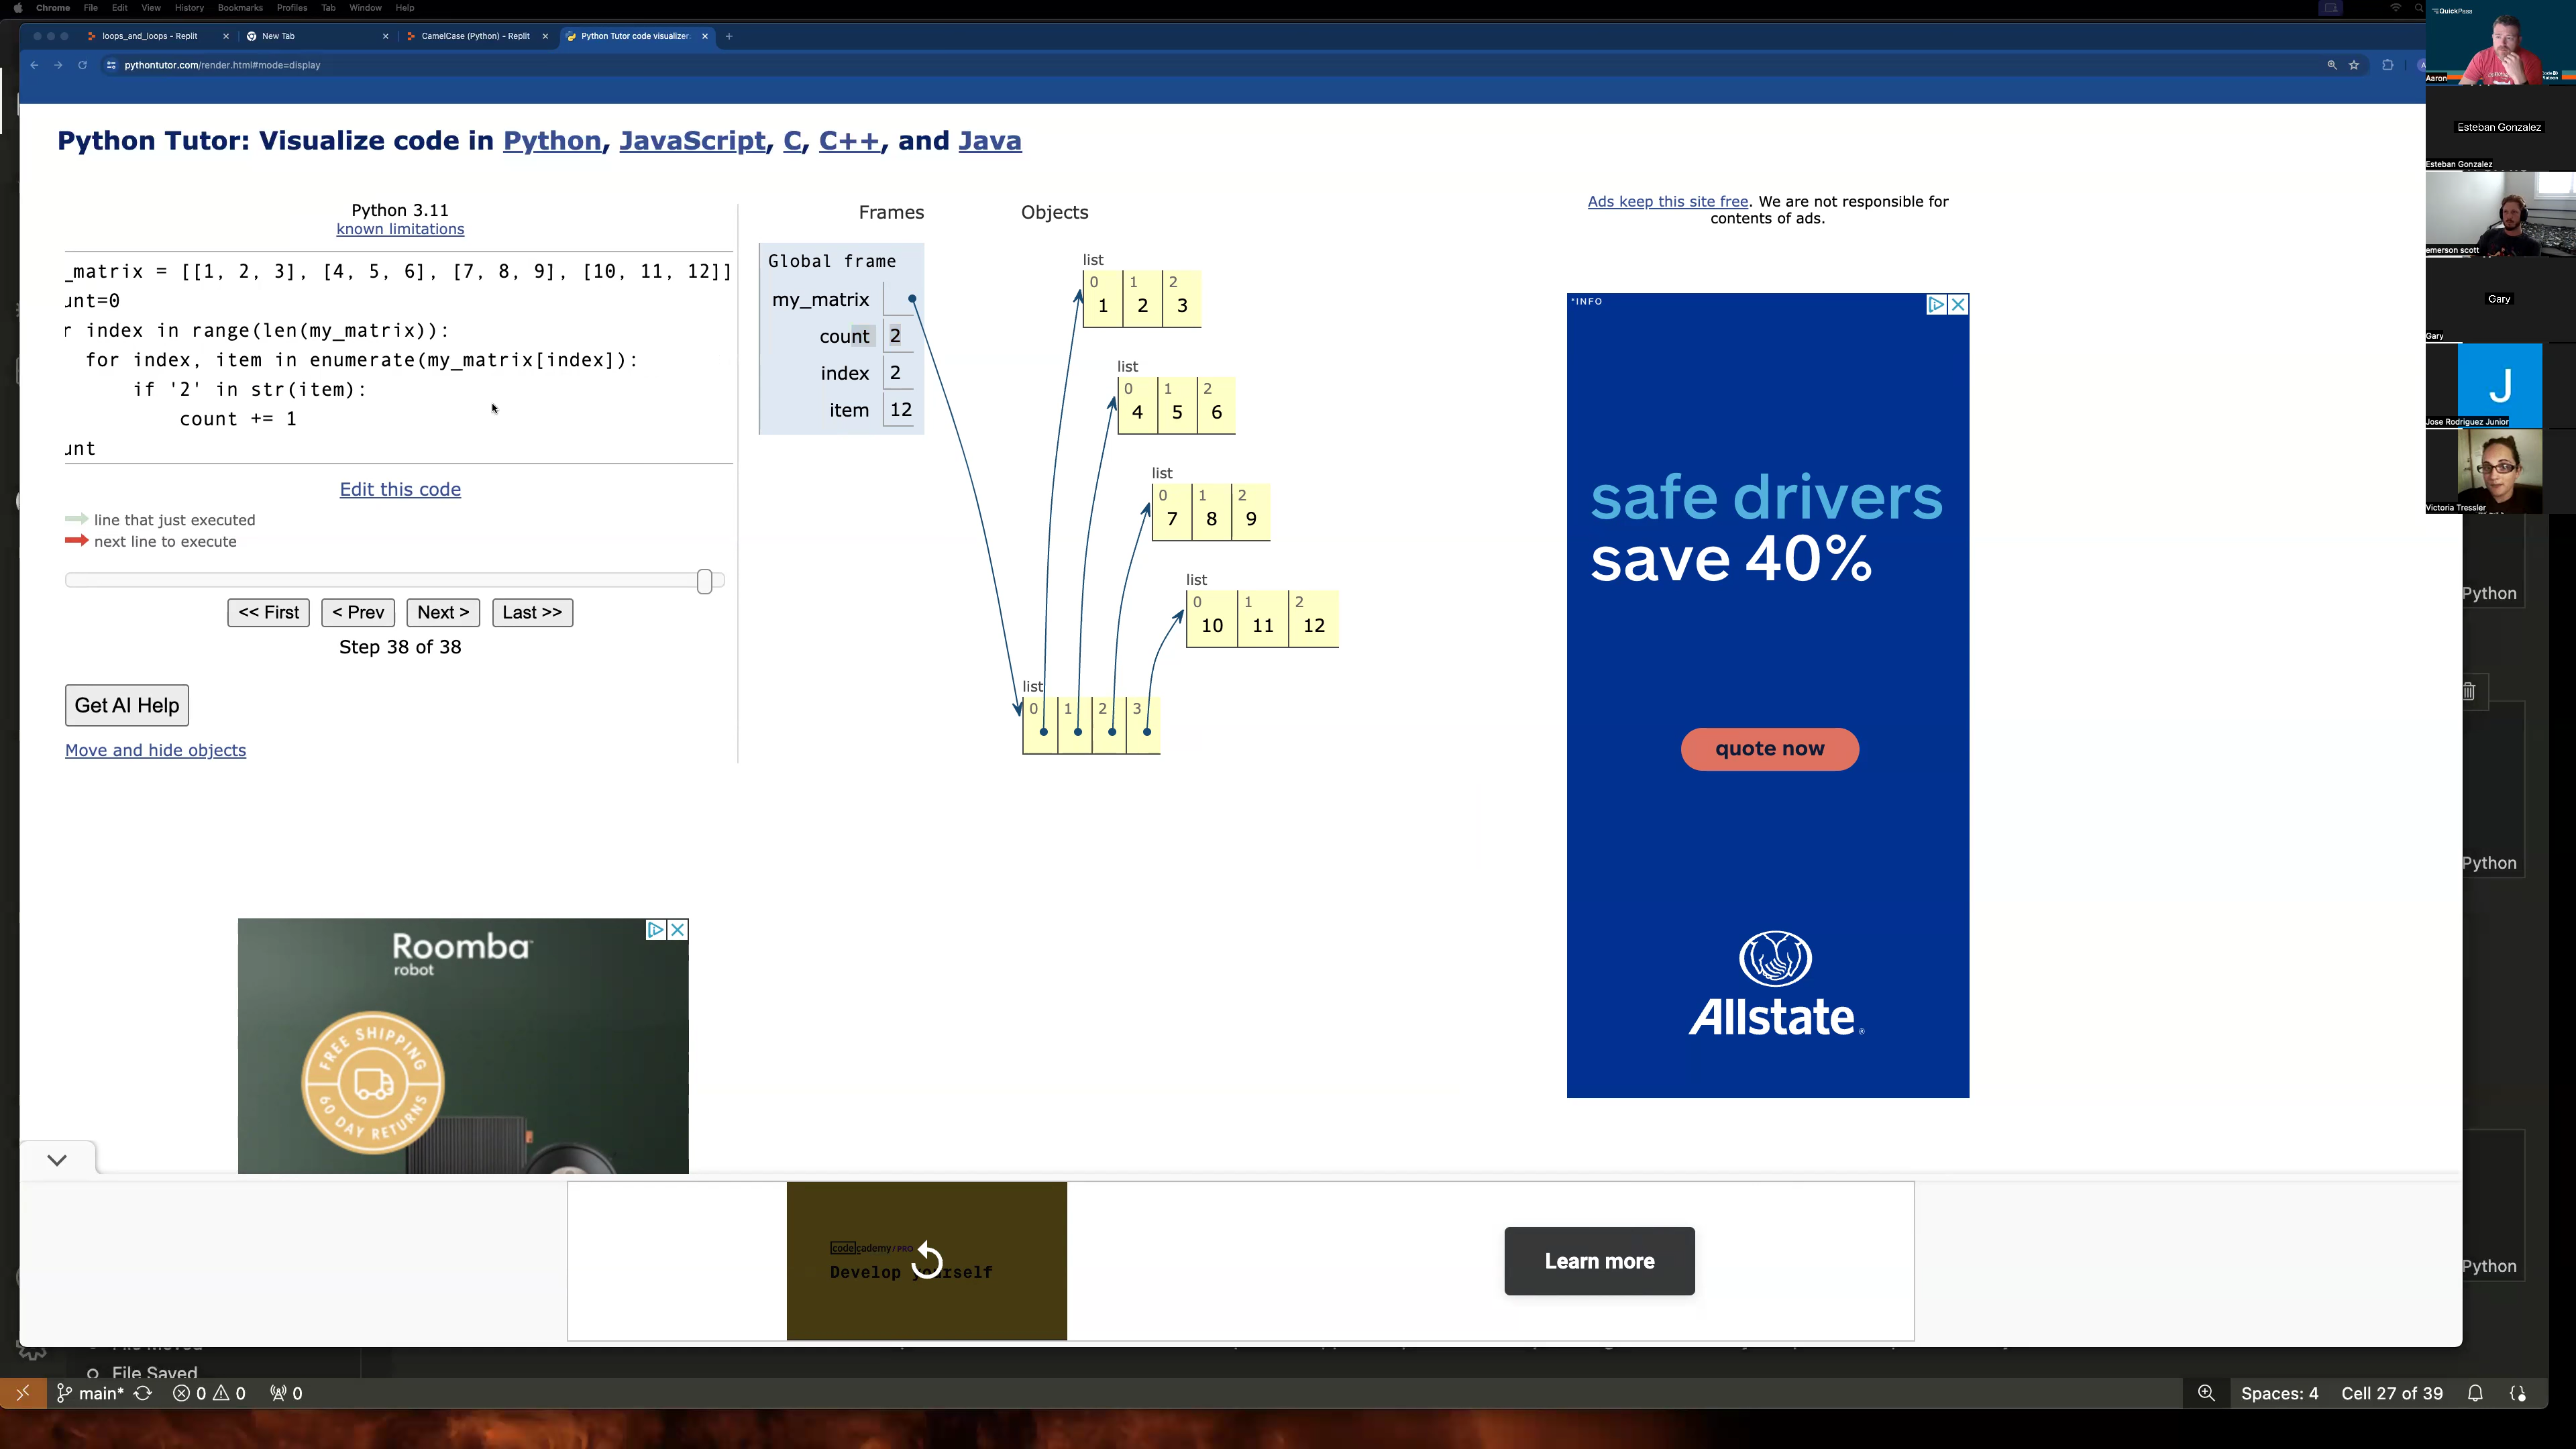 Chrome File Edit View History Bookmarks Profiles Tab Window Help
loops_and_loops - Replit
New Tab
CamelCase (Python) - Replit
Python Tutor code visualizer:
pythontutor.com/render.html#mode=display
Python Tutor: Visualize code in Python, JavaScript, C, C++, and Java
Python 3.11
known limitations
_matrix = [[1, 2, 3], [4, 5, 6], [7, 8, 9], [10, 11, 12]]
unt=0
r index in range(len(my_matrix)):
for index, item in enumerate(my_matrix[index]):
if '2' in str(item):
count += 1
unt
Edit this code
line that just executed
next line to execute
<< First
< Prev
Next >
Last >>
Step 38 of 38
Get AI Help
Move and hide objects
Frames
Objects
Global frame
my_matrix
count 2
index 2
item 12
list
0 1 2
1 2 3
list
0 1 2
4 5 6
list
0 1 2
7 8 9
list
0 1 2
10 11 12
list
0 1 2 3
Ads keep this site free. We are not responsible for
contents of ads.
*INFO
safe drivers
save 40%
quote now
Allstate®
Roomba
robot
FREE SHIPPING
60 DAY RETURNS
codecademy/PRO
Develop yourself
Learn more
QuickPass
Aaron
Esteban Gonzalez
Esteban Gonzalez
emerson scott
Gary
Gary
J
Jose Rodriguez Junior
Victoria Tressler
Python
Python
Python
File Moved
File Saved
main*
0
0
0
Spaces: 4
Cell 27 of 39